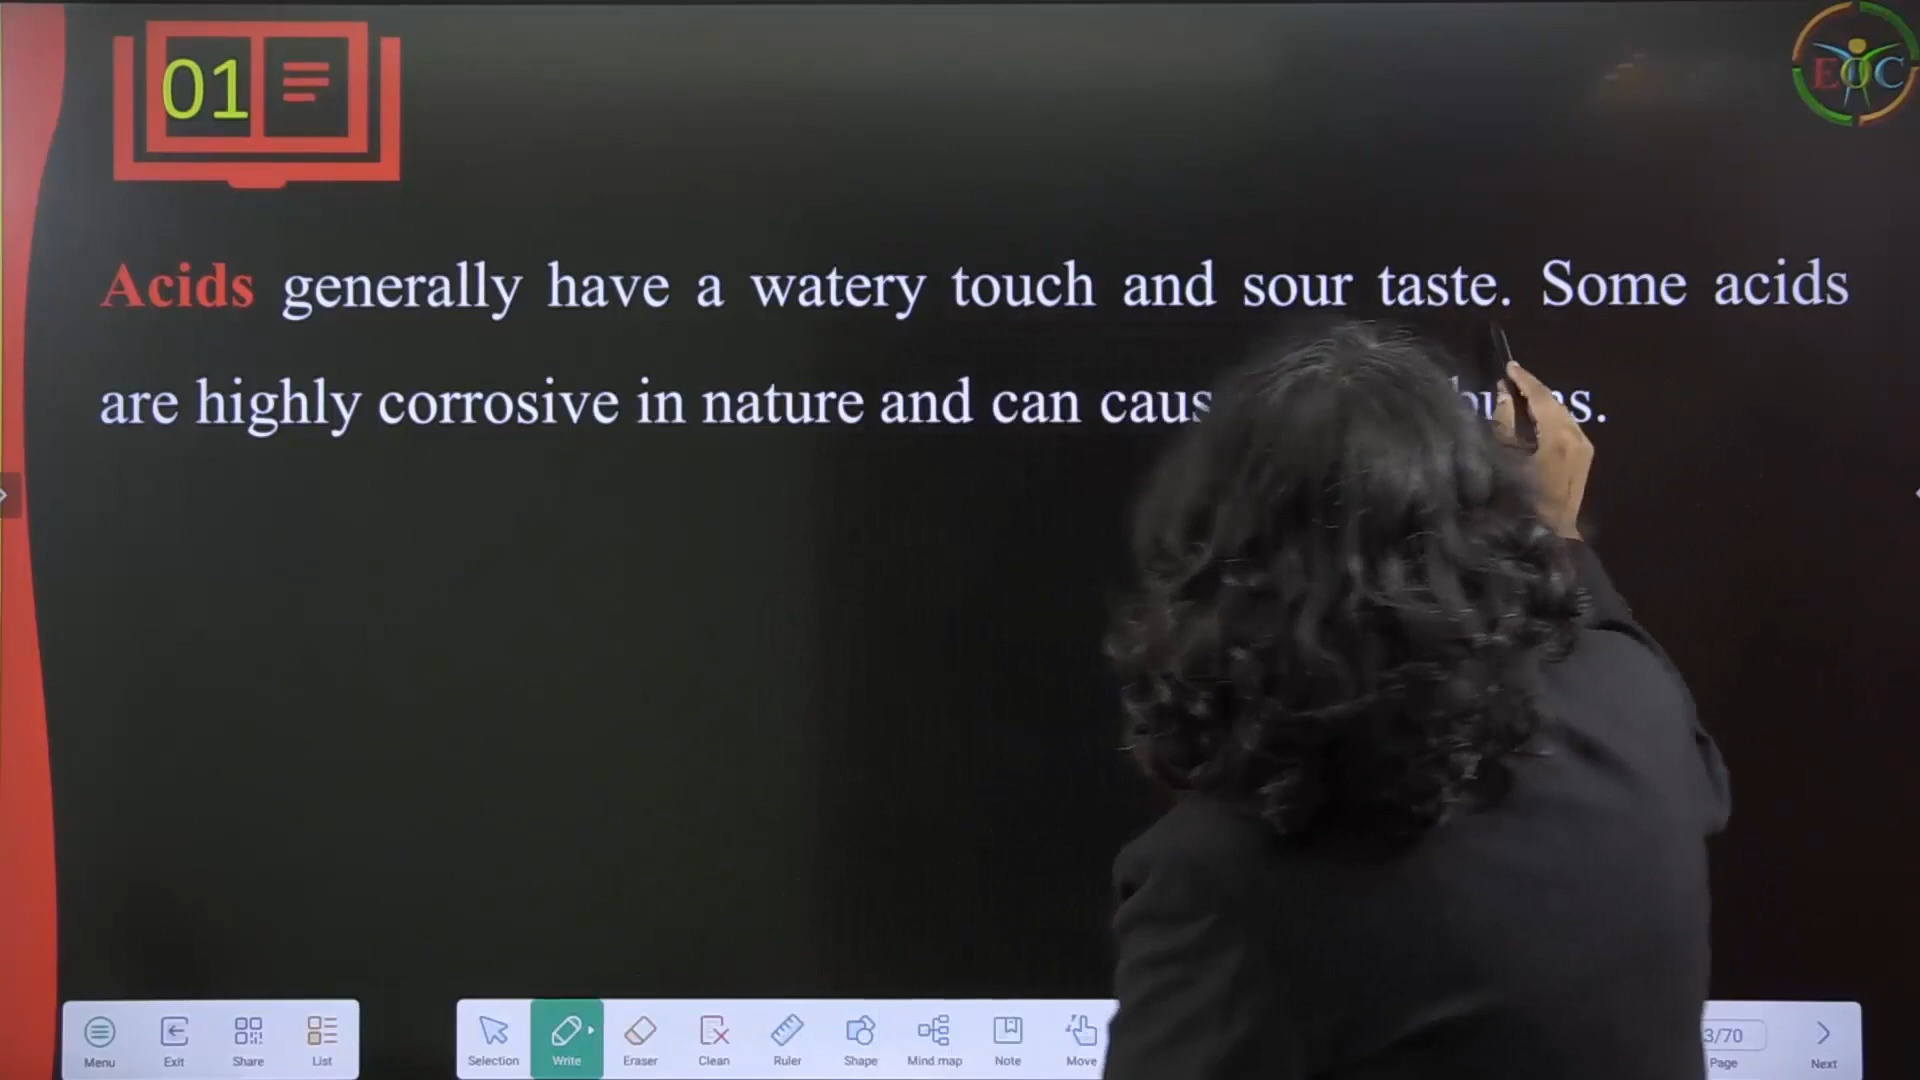 01
EOC
Acids generally have a watery touch and sour taste. Some acids
are highly corrosive in nature and can
Menu
Exit
Share
List
Selection
Write
Eraser
Clean
Ruler
Shape
Mind map
Note
Move
3/70
Page
Next